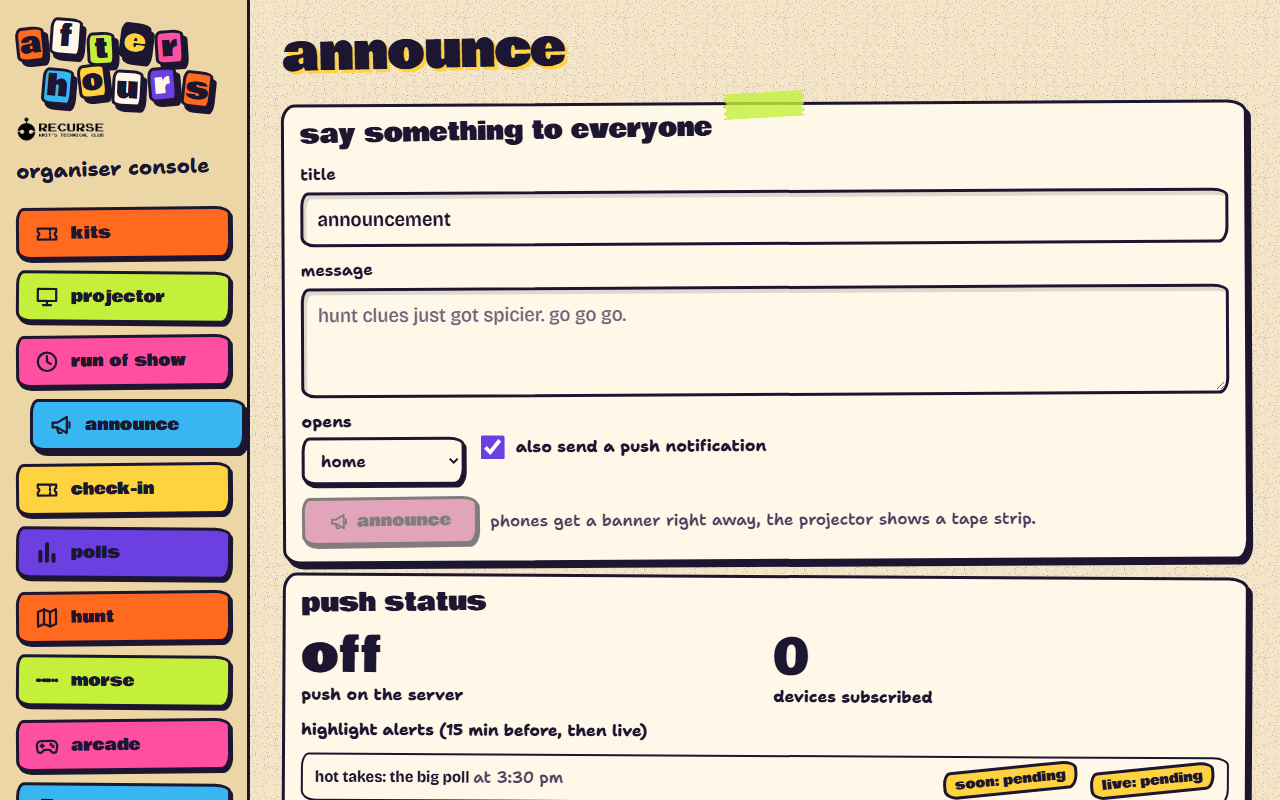 after
hours
RECURSE
KNIT'S TECHNICAL CLUB
organiser console
kits
projector
run of show
announce
check-in
polls
hunt
morse
arcade
announce
say something to everyone
title
announcement
message
hunt clues just got spicier. go go go.
opens
home
also send a push notification
announce
phones get a banner right away, the projector shows a tape strip.
push status
off
push on the server
0
devices subscribed
highlight alerts (15 min before, then live)
hot takes: the big poll at 3:30 pm
soon: pending
live: pending